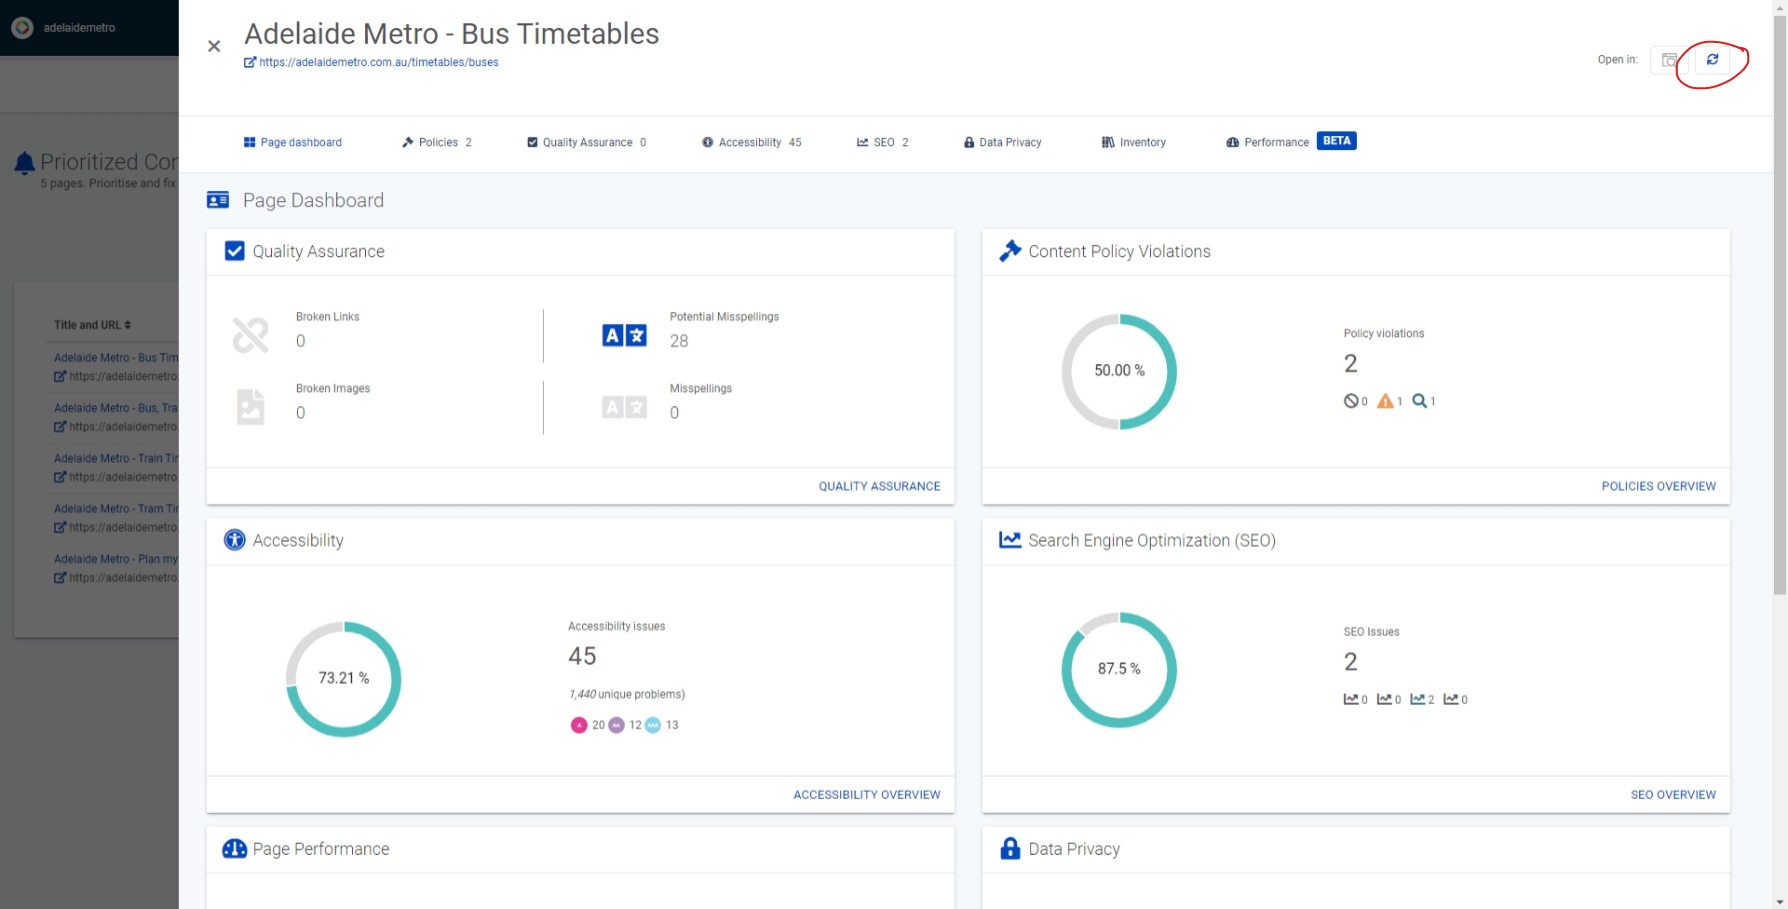 adelaidemetro
Adelaide Metro - Bus Timetables
https://adelaidemetro.com.au/timetables/buses
Open in:
Page dashboard
Policies 2
Quality Assurance 0
Accessibility 45
SEO 2
Data Privacy
Inventory
Performance BETA
Prioritized Con
5 pages. Prioritise and fix
Title and URL
Adelaide Metro - Bus Tim
https://adelaidemetro.
Adelaide Metro - Bus, Tra
https://adelaidemetro.
Adelaide Metro - Train Tir
https://adelaidemetro.
Adelaide Metro - Tram Tir
https://adelaidemetro.
Adelaide Metro - Plan my
https://adelaidemetro.
Page Dashboard
Quality Assurance
Broken Links
0
Potential Misspellings
28
Broken Images
0
Misspellings
0
QUALITY ASSURANCE
Content Policy Violations
50.00 %
Policy violations
2
0 1 1
POLICIES OVERVIEW
Accessibility
73.21 %
Accessibility issues
45
1,440 unique problems)
A 20 AA 12 AAA 13
ACCESSIBILITY OVERVIEW
Search Engine Optimization (SEO)
87.5 %
SEO Issues
2
0 0 2 0
SEO OVERVIEW
Page Performance
Data Privacy